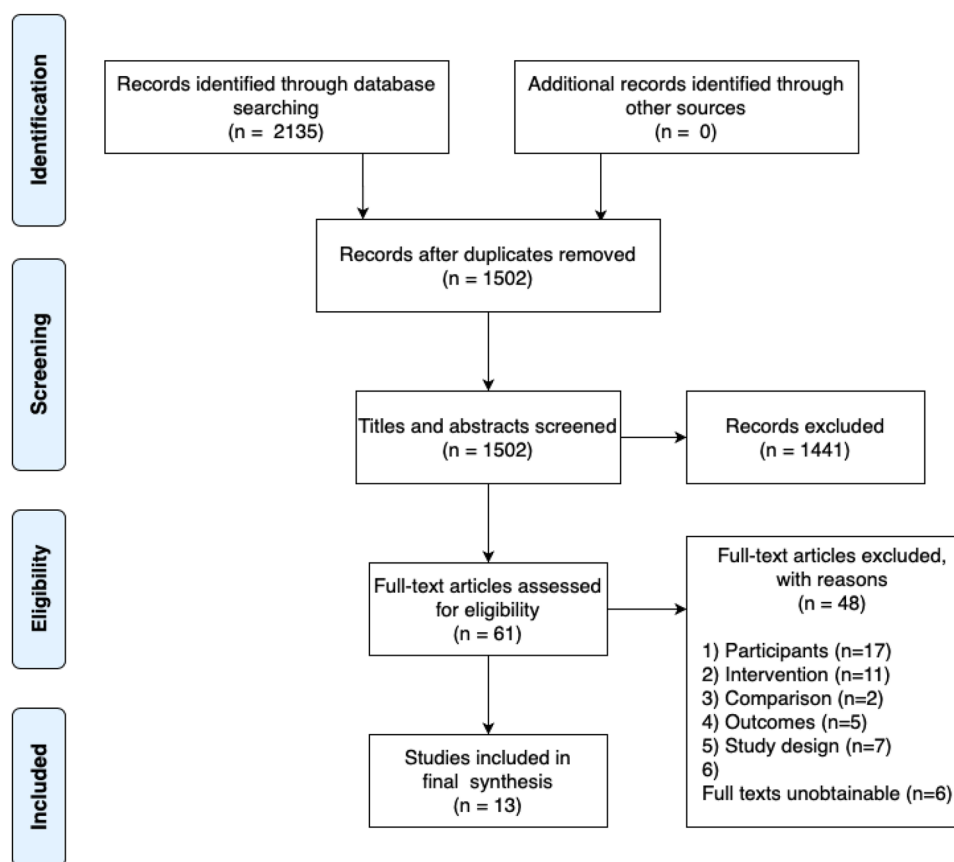 Identification
Records identified through database
searching
(n =  2135)
Additional records identified through
other sources
(n =  0)
Records after duplicates removed
(n = 1502)
Screening
Titles and abstracts screened
(n = 1502)
Records excluded
(n = 1441)
Eligibility
Full-text articles assessed
for eligibility
(n = 61)
Full-text articles excluded,
with reasons
(n = 48)
1) Participants (n=17)
2) Intervention (n=11)
3) Comparison (n=2)
4) Outcomes (n=5)
5) Study design (n=7)
6)
Full texts unobtainable (n=6)
Included
Studies included in
final  synthesis
(n = 13)